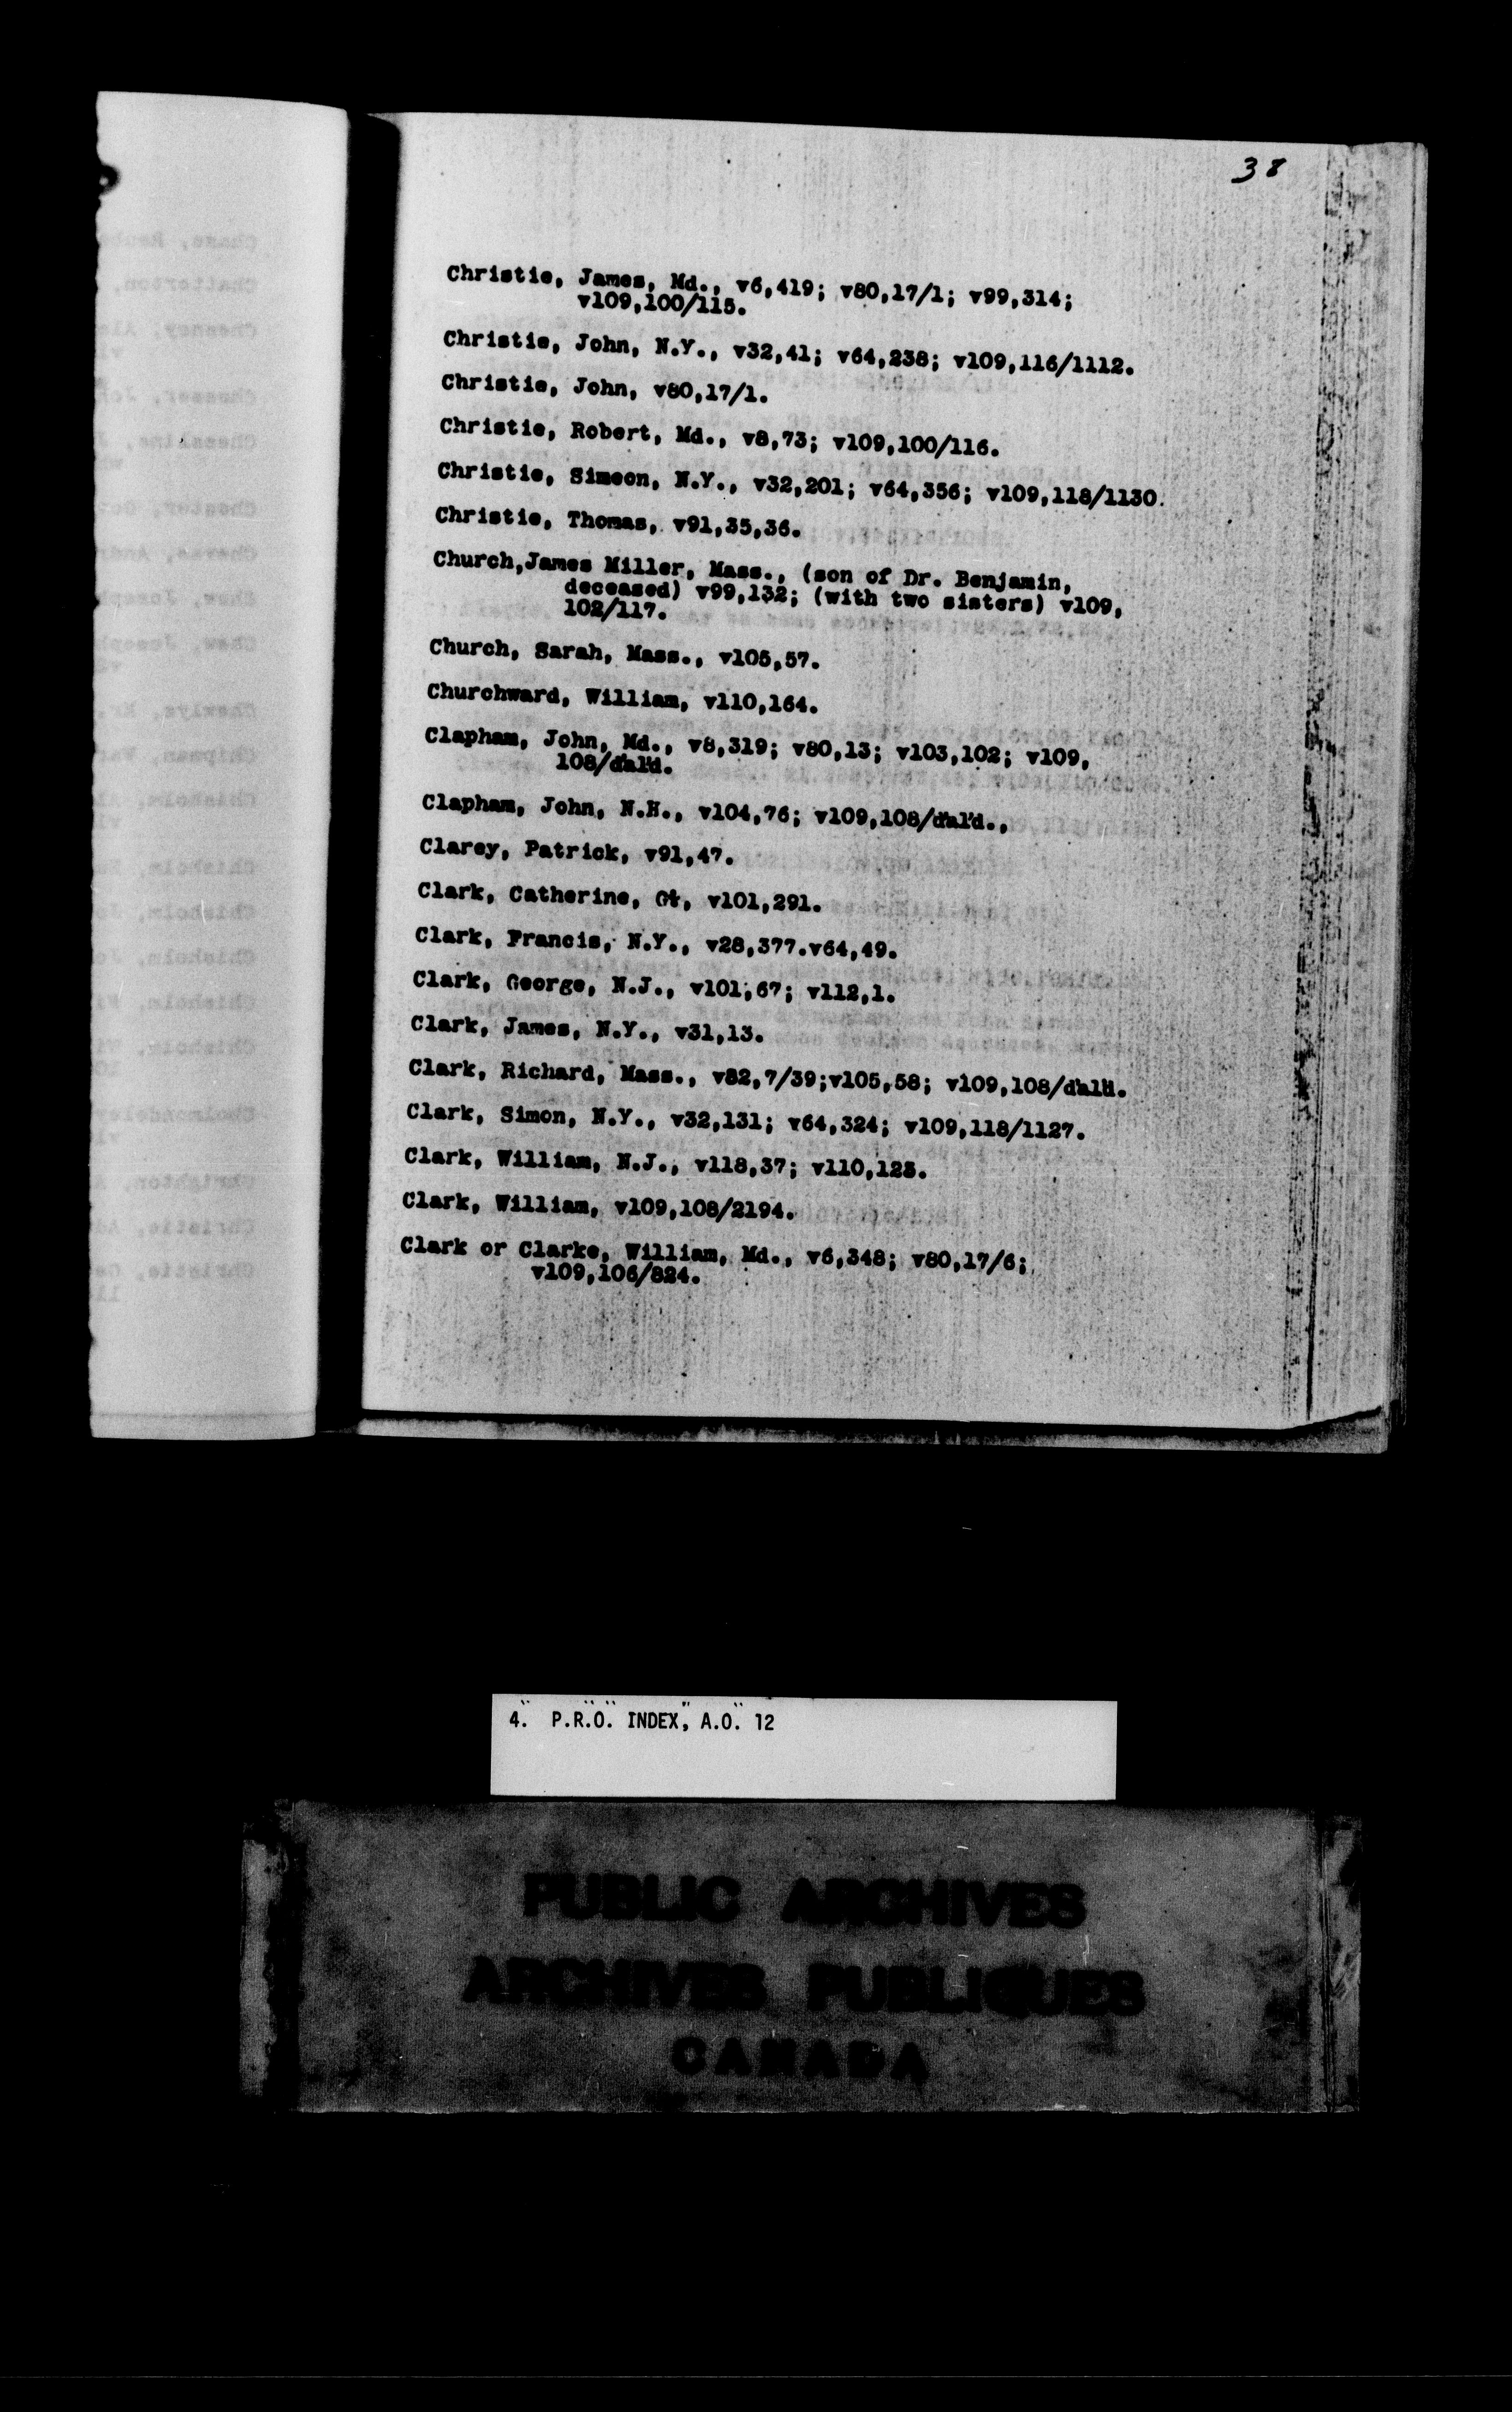 38
Christie, James, Md., v6,419; v80,17/1; v99,314;
v109,100/115.
Christie, John, N.Y., v32,41; v64,238; v109,116/1112.
Christie, John, v80,17/1.
Christie, Robert, Md., v8,73; v109,100/116.
Christie, Simeon, N.Y., v32,201; v64,356; v109,118/1130.
Christie, Thomas, v91,35,36.
Church,James Miller, Mass., (son of Dr. Benjamin,
deceased) v99,132; (with two sisters) v109,
102/117.
Church, Sarah, Mass., v105,57.
Churchward, William, v110,164.
Clapham, John, Md., v8,319; v80,13; v103,102; v109,
108/d'al'd.
Clapham, John, N.H., v104,76; v109,108/d'al'd.,
Clarey, Patrick, v91,47.
Clark, Catherine, v101,291.
Clark, Francis, N.Y., v28,377.v64,49.
Clark, George, N.J., v101,67; v112,1.
Clark, James, N.Y., v31,13.
Clark, Richard, Mass., v82,7/39;v105,58; v109,108/d'al'd.
Clark, Simon, N.Y., v32,131; v64,324; v109,118/1127.
Clark, William, N.J., v118,37; v110,123.
Clark, William, v109,108/2194.
Clark or Clarke, William, Md., v6,348; v80,17/6;
v109,106/824.
4. P.R.O. INDEX, A.O. 12
PUBLIC ARCHIVES
ARCHIVES PUBLIQUES
CANADA